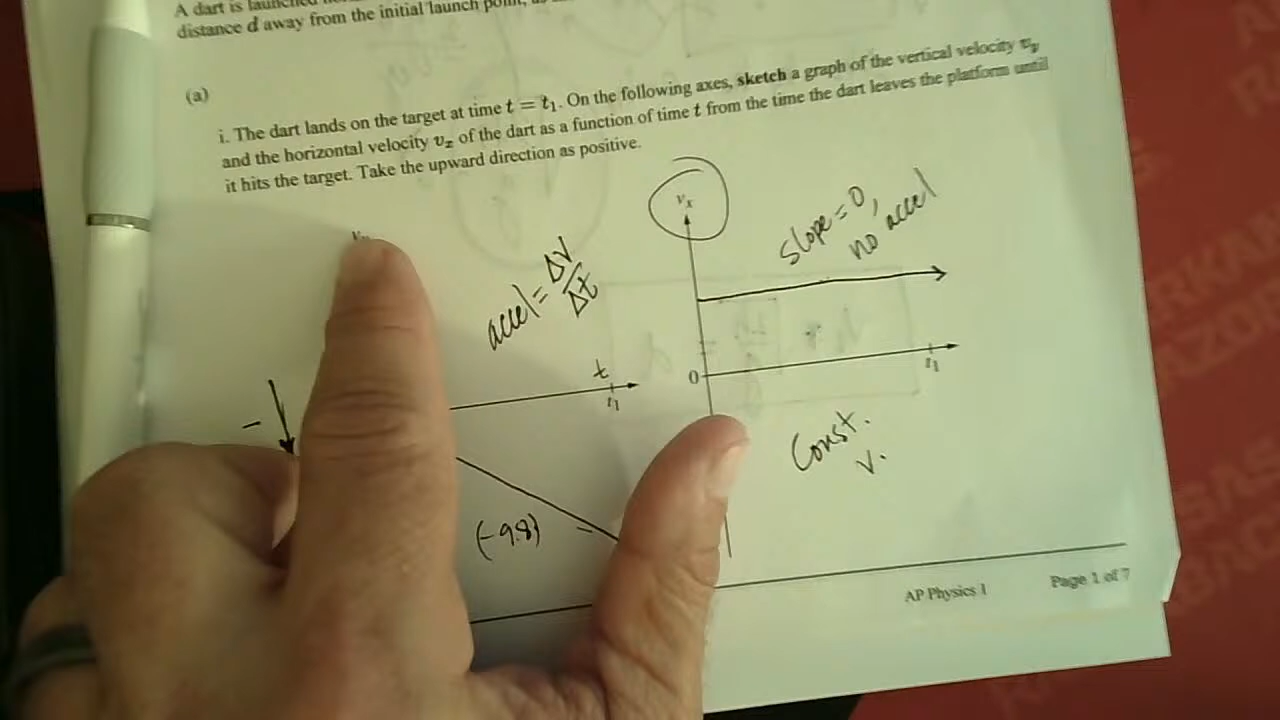 A dart is launched
distance d away from the initial launch point,
(a)
i. The dart lands on the target at time t = t₁. On the following axes, sketch a graph of the vertical velocity vy
and the horizontal velocity vx of the dart as a function of time t from the time the dart leaves the platform until
it hits the target. Take the upward direction as positive.
vx
slope = 0,
no accel
accel = Δv/Δt
t
t₁
0
t₁
−
Const.
v.
(-9.8)
AP Physics 1 Page 1 of 7